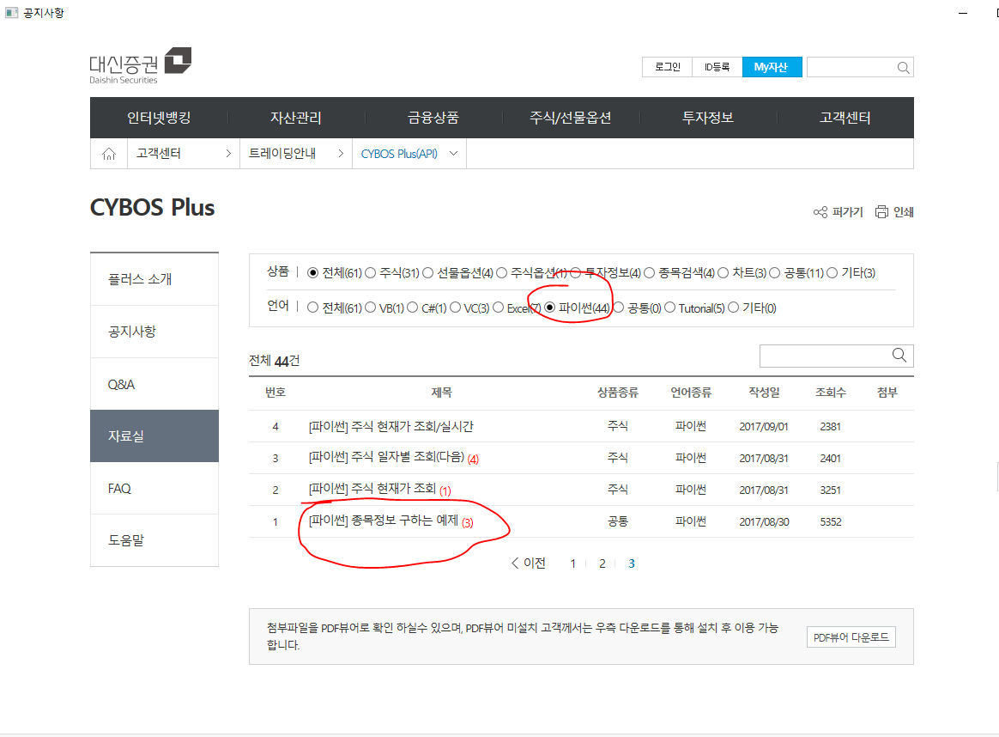 공지사항
대신증권
Daishin Securities
로그인 ID등록 My자산
인터넷뱅킹 자산관리 금융상품 주식/선물옵션 투자정보 고객센터
고객센터 트레이딩안내 CYBOS Plus(API)
CYBOS Plus
퍼가기 인쇄
플러스 소개
공지사항
Q&A
자료실
FAQ
도움말
상품 전체(61) 주식(31) 선물옵션(4) 주식옵션(1) 투자정보(4) 종목검색(4) 차트(3) 공통(11) 기타(3)
언어 전체(61) VB(1) C#(1) VC(3) Excel(7) 파이썬(44) 공통(0) Tutorial(5) 기타(0)
전체 44건
번호 제목 상품종류 언어종류 작성일 조회수 첨부
4 [파이썬] 주식 현재가 조회/실시간 주식 파이썬 2017/09/01 2381
3 [파이썬] 주식 일자별 조회(다음) (4) 주식 파이썬 2017/08/31 2401
2 [파이썬] 주식 현재가 조회 (1) 주식 파이썬 2017/08/31 3251
1 [파이썬] 종목정보 구하는 예제 (3) 공통 파이썬 2017/08/30 5352
이전 1 2 3
첨부파일을 PDF뷰어로 확인 하실수 있으며, PDF뷰어 미설치 고객께서는 우측 다운로드를 통해 설치 후 이용 가능
합니다.
PDF뷰어 다운로드